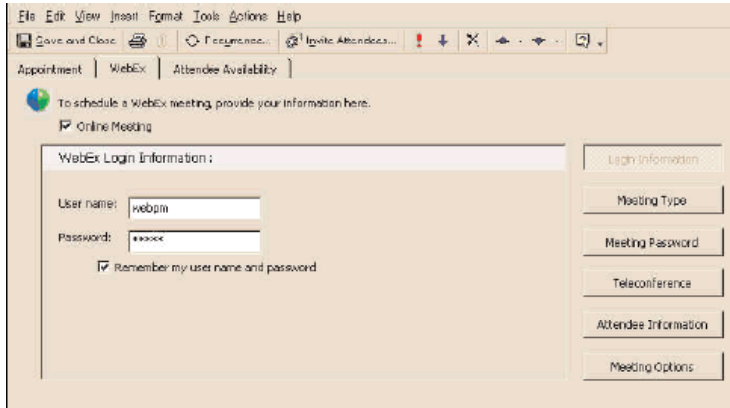 File Edit View Insert Format Tools Actions Help
Save and Close Recurrence... Invite Attendees...
Appointment WebEx Attendee Availability
To schedule a WebEx meeting, provide your information here.
Online Meeting
WebEx Login Information :
Login Information
User name: webpm
Meeting Type
Password: *****
Meeting Password
Remember my user name and password
Teleconference
Attendee Information
Meeting Options